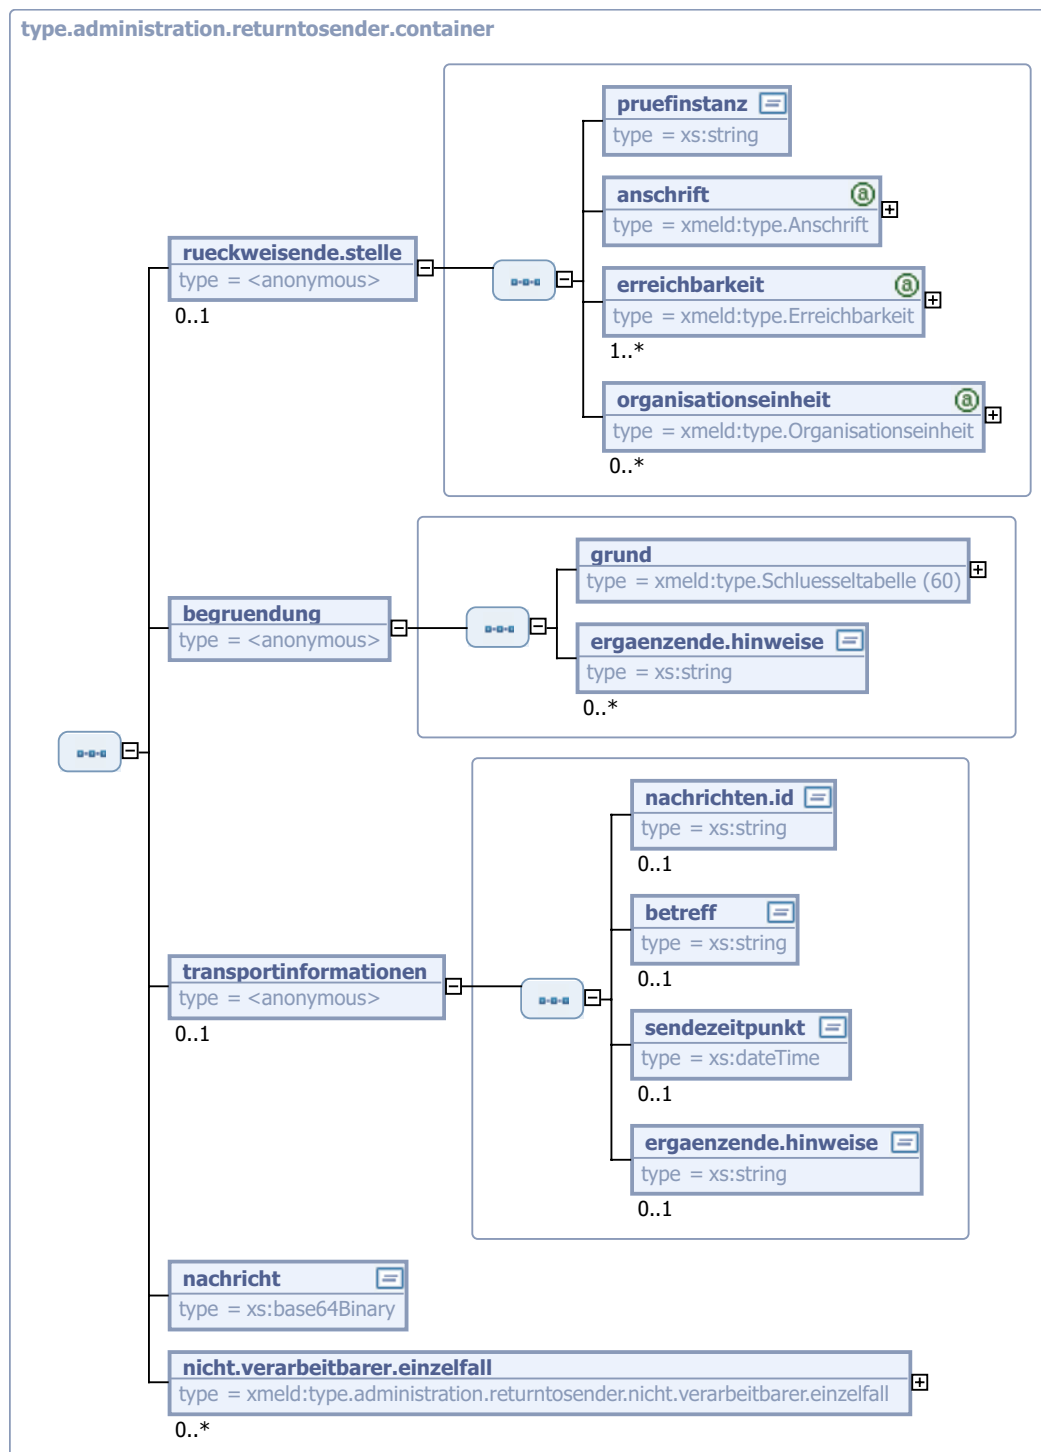 type.administration.returntosender.container
pruefinstanz
type = xs:string
anschrift
type = xmeld:type.Anschrift
rueckweisende.stelle
type = <anonymous>
0..1
erreichbarkeit
type = xmeld:type.Erreichbarkeit
1..*
organisationseinheit
type = xmeld:type.Organisationseinheit
0..*
grund
type = xmeld:type.Schluesseltabelle (60)
begruendung
type = <anonymous>
ergaenzende.hinweise
type = xs:string
0..*
nachrichten.id
type = xs:string
0..1
betreff
type = xs:string
0..1
transportinformationen
type = <anonymous>
0..1
sendezeitpunkt
type = xs:dateTime
0..1
ergaenzende.hinweise
type = xs:string
0..1
nachricht
type = xs:base64Binary
nicht.verarbeitbarer.einzelfall
type = xmeld:type.administration.returntosender.nicht.verarbeitbarer.einzelfall
0..*